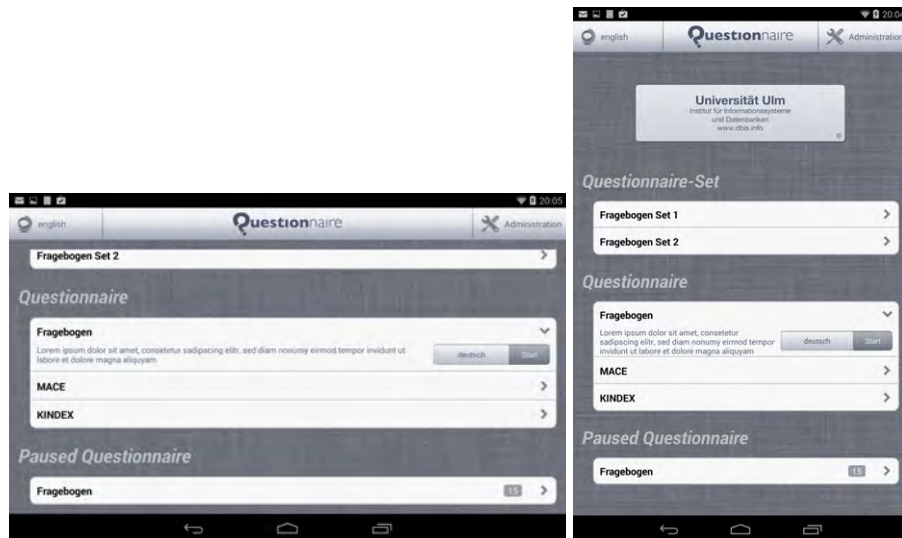 20:05
english
Questionnaire
Administration
Fragebogen Set 2
Questionnaire
Fragebogen
Lorem ipsum dolor sit amet, consetetur sadipscing elitr, sed diam nonumy eirmod tempor invidunt ut
labore et dolore magna aliquyam
deutsch
Start
MACE
KINDEX
Paused Questionnaire
Fragebogen
15
20:04
english
Questionnaire
Administration
Universität Ulm
Institut für Informationssysteme
und Datenbanken
www.dbis.info
Questionnaire-Set
Fragebogen Set 1
Fragebogen Set 2
Questionnaire
Fragebogen
Lorem ipsum dolor sit amet, consetetur
sadipscing elitr, sed diam nonumy eirmod tempor
invidunt ut labore et dolore magna aliquyam
deutsch
Start
MACE
KINDEX
Paused Questionnaire
Fragebogen
15